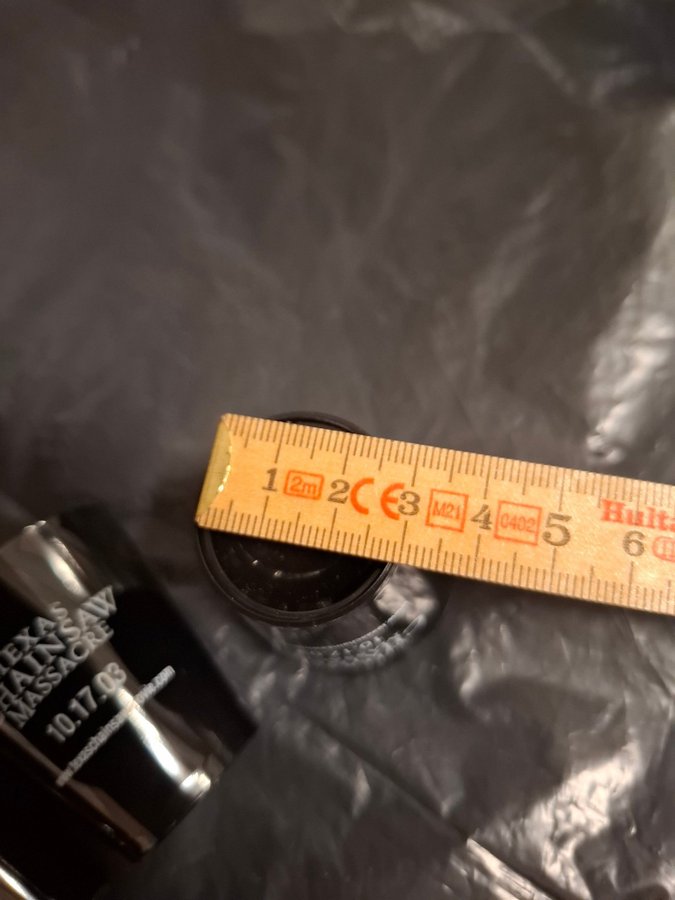 1 2m 2 CE 3 M21 4 0402 5 6
Hulta
TEXAS
CHAINSAW
MASSACRE
10.17.03